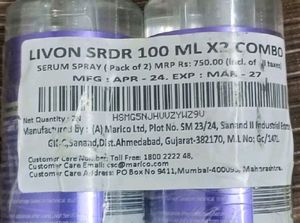 LIVON SRDR 100 ML X2 COMBO
SERUM SPRAY ( Pack of 2) MRP Rs: 750.00 (Incl. of all taxes)
MFG : APR - 24. EXP : MAR - 27
HSMG5NJHUVZYWZ9U
Net Quantity : 2N
Manufactured by : (A) Marico Ltd, Plot No. SM 23/24, Sanand II Industrial Estate
GIDC, Sanand, Dist. Ahmedabad, Gujarat-382170, M.L No: Gc/1471.
Customer Care Number: Toll Free: 1800 2222 48,
Customer Care Email: csc@marico.com
Customer Care Address: PO Box No 9411, Mumbai-400098, Maharashtra.